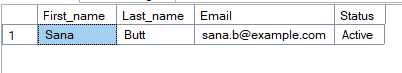 First_name Last_name Email Status
1 Sana Butt sana.b@example.com Active